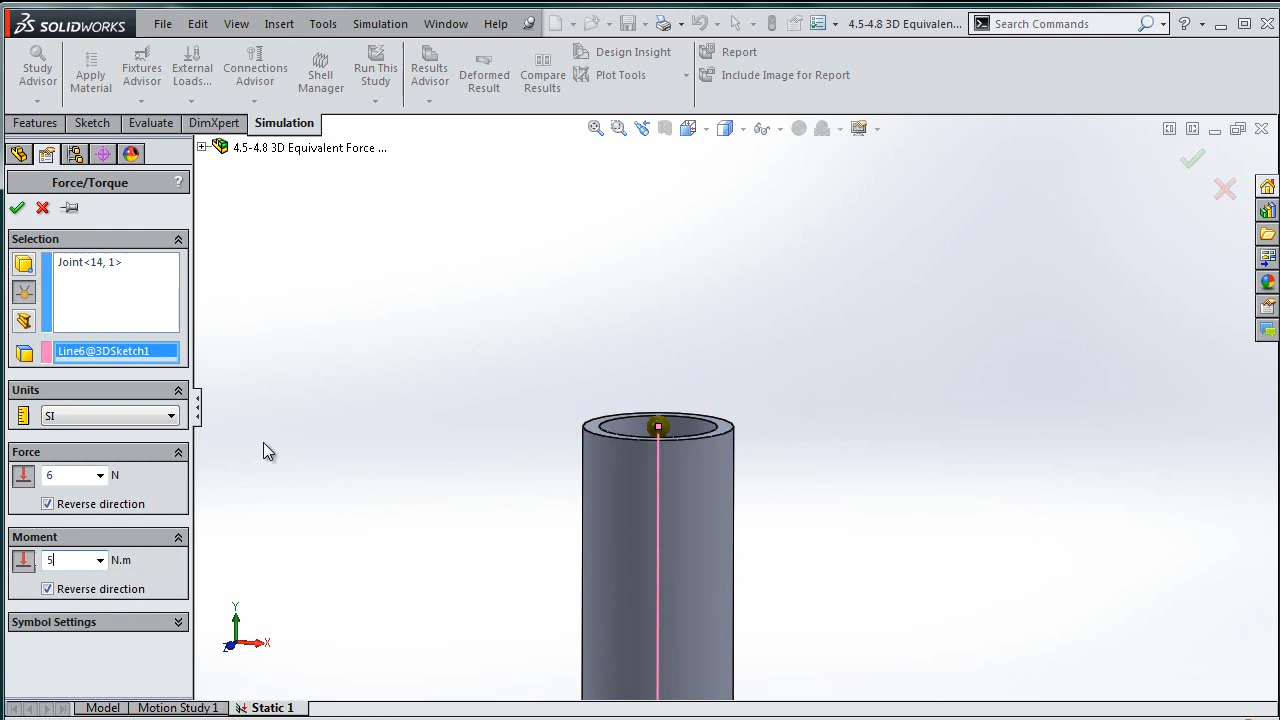 SOLIDWORKS File Edit View Insert Tools Simulation Window Help 4.5-4.8 3D Equivalen... Search Commands ?
Study Advisor
Apply Material
Fixtures Advisor
External Loads...
Connections Advisor
Shell Manager
Run This Study
Results Advisor
Deformed Result
Compare Results
Design Insight
Plot Tools
Report
Include Image for Report
Features Sketch Evaluate DimXpert Simulation
4.5-4.8 3D Equivalent Force ...
Force/Torque ?
Selection
Joint<14, 1>
Line6@3DSketch1
Units
SI
Force
6 N
Reverse direction
Moment
5 N.m
Reverse direction
Symbol Settings
Y
X
Z
Model Motion Study 1 Static 1